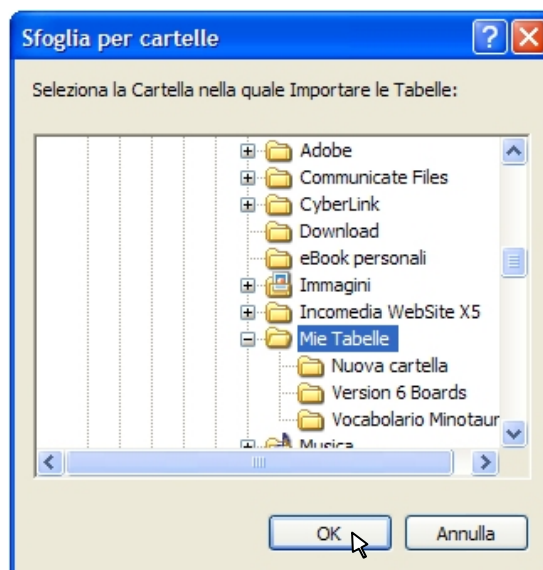 Sfoglia per cartelle
Seleziona la Cartella nella quale Importare le Tabelle:
Adobe
Communicate Files
CyberLink
Download
eBook personali
Immagini
Incomedia WebSite X5
Mie Tabelle
Nuova cartella
Version 6 Boards
Vocabolario Minotaur
Musica
OK
Annulla